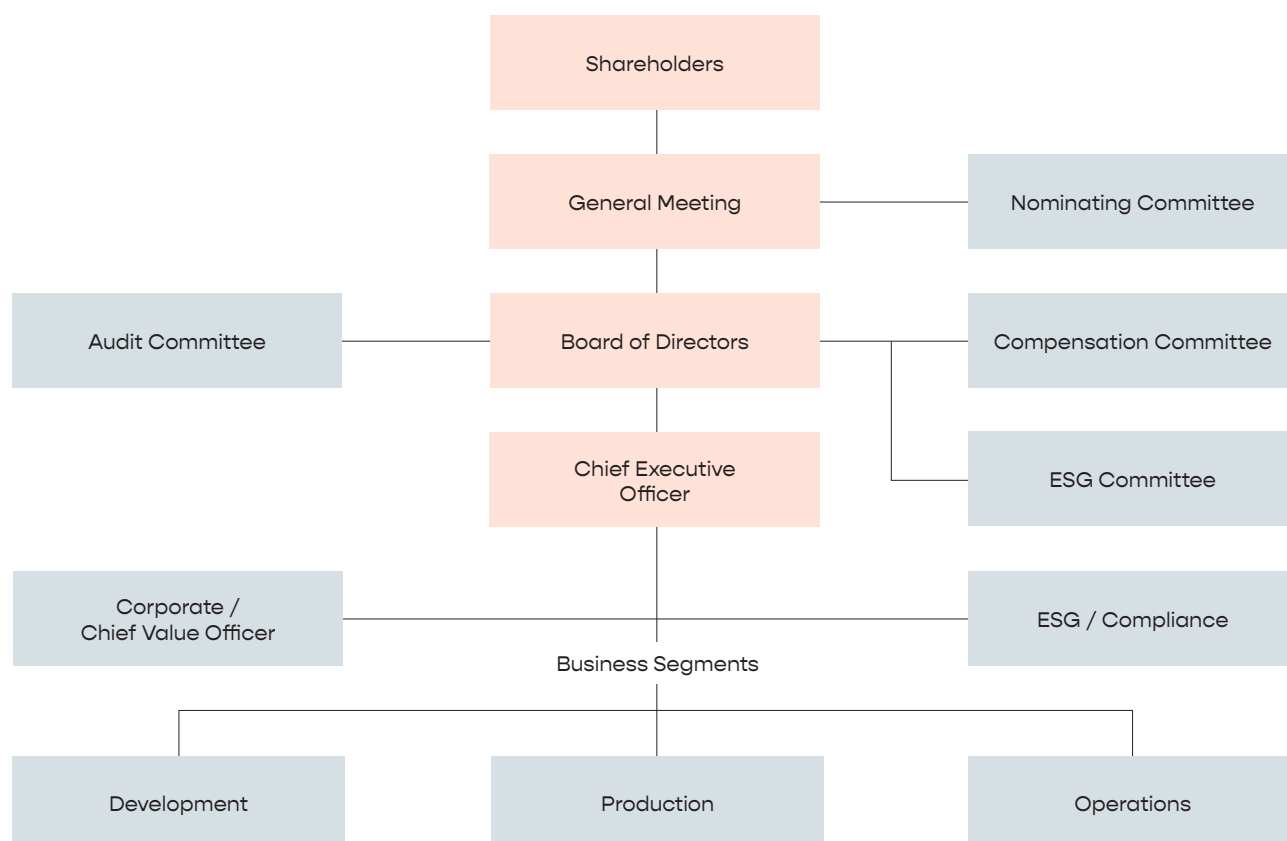 Shareholders
General Meeting
Nominating Committee
Audit Committee
Board of Directors
Compensation Committee
Chief Executive
Officer
ESG Committee
Corporate /
Chief Value Officer
ESG / Compliance
Business Segments
Development
Production
Operations